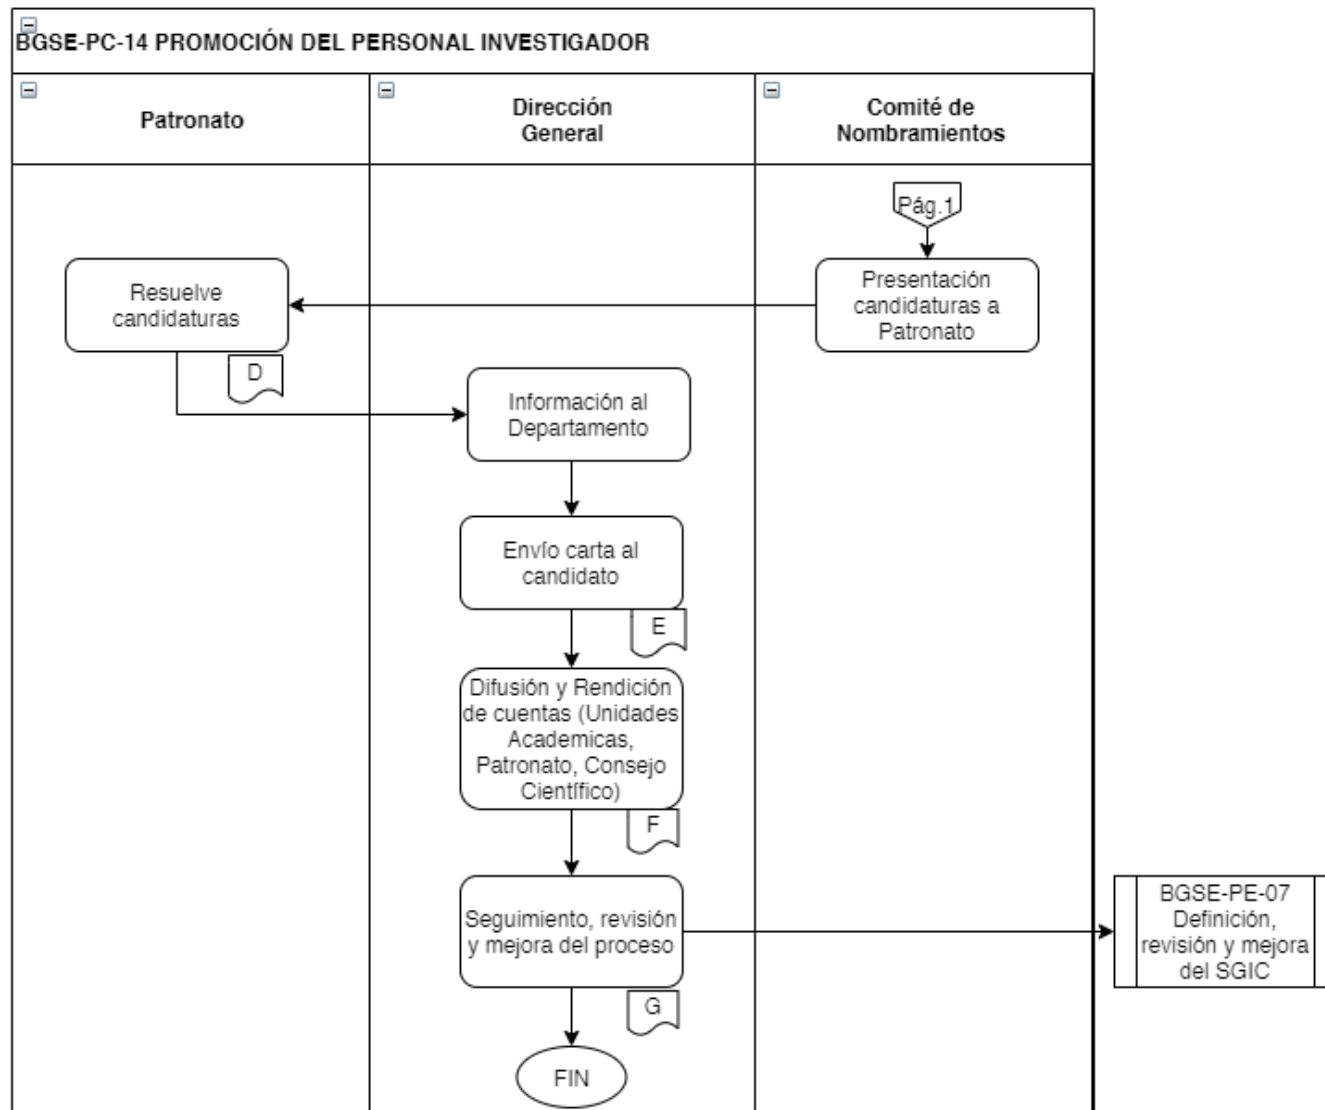 BGSE-PC-14 PROMOCIÓN DEL PERSONAL INVESTIGADOR
Patronato
Dirección
General
Comité de
Nombramientos
Pág.1
Presentación
candidaturas a
Patronato
Resuelve
candidaturas
D
Información al
Departamento
Envío carta al
candidato
E
Difusión y Rendición
de cuentas (Unidades
Academicas,
Patronato, Consejo
Científico)
F
Seguimiento, revisión
y mejora del proceso
G
BGSE-PE-07
Definición,
revisión y mejora
del SGIC
FIN